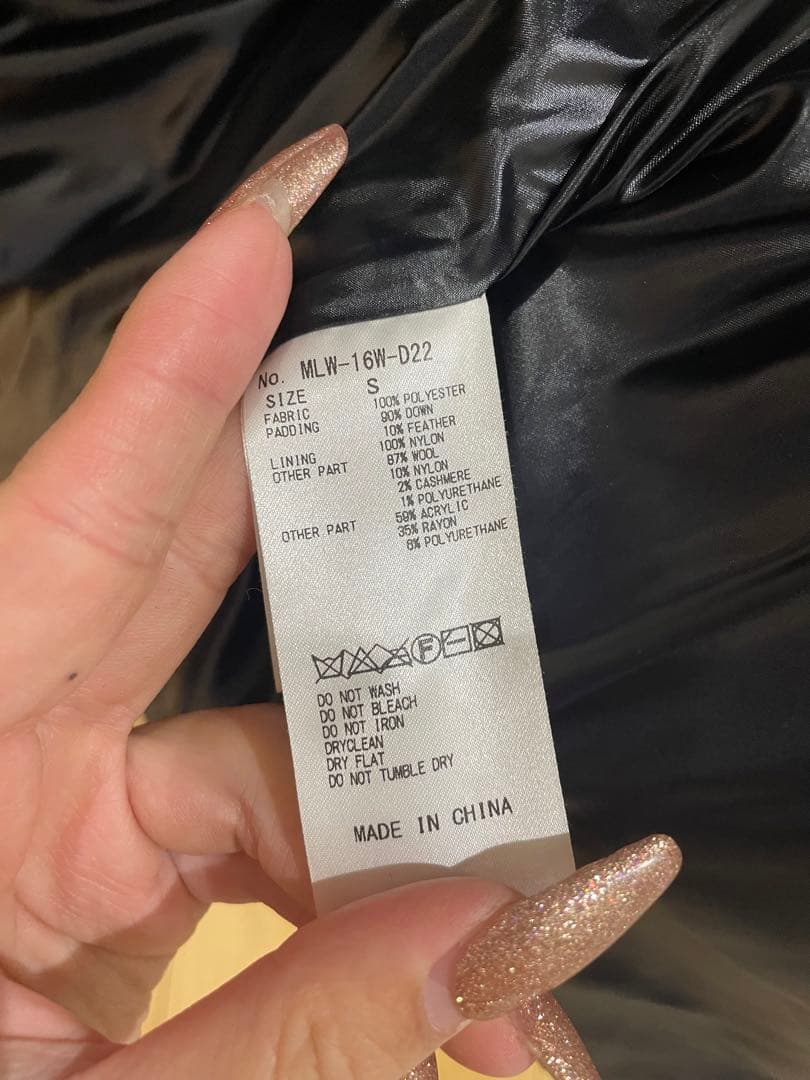 No. MLW-16W-D22
SIZE S
FABRIC 100% POLYESTER
PADDING 90% DOWN
10% FEATHER
LINING 100% NYLON
OTHER PART 87% WOOL
10% NYLON
2% CASHMERE
1% POLYURETHANE
OTHER PART 59% ACRYLIC
35% RAYON
6% POLYURETHANE
F
DO NOT WASH
DO NOT BLEACH
DO NOT IRON
DRYCLEAN
DRY FLAT
DO NOT TUMBLE DRY
MADE IN CHINA